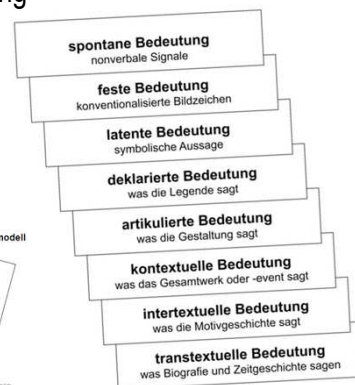 ng
spontane Bedeutung
nonverbale Signale
feste Bedeutung
konventionalisierte Bildzeichen
latente Bedeutung
symbolische Aussage
deklarierte Bedeutung
was die Legende sagt
artikulierte Bedeutung
was die Gestaltung sagt
modell
kontextuelle Bedeutung
was das Gesamtwerk oder -event sagt
intertextuelle Bedeutung
was die Motivgeschichte sagt
transtextuelle Bedeutung
was Biografie und Zeitgeschichte sagen